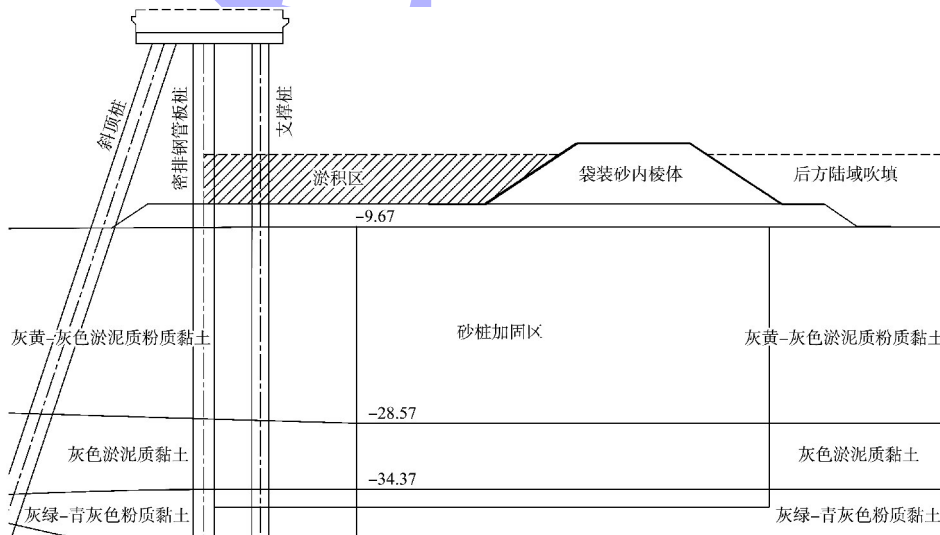 斜顶桩
密排钢管板桩
支撑桩
淤积区
袋装砂内棱体
后方陆域吹填
-9.67
灰黄-灰色淤泥质粉质黏土
砂桩加固区
灰黄-灰色淤泥质粉质黏土
-28.57
灰色淤泥质黏土
灰色淤泥质黏土
-34.37
灰绿-青灰色粉质黏土
灰绿-青灰色粉质黏土